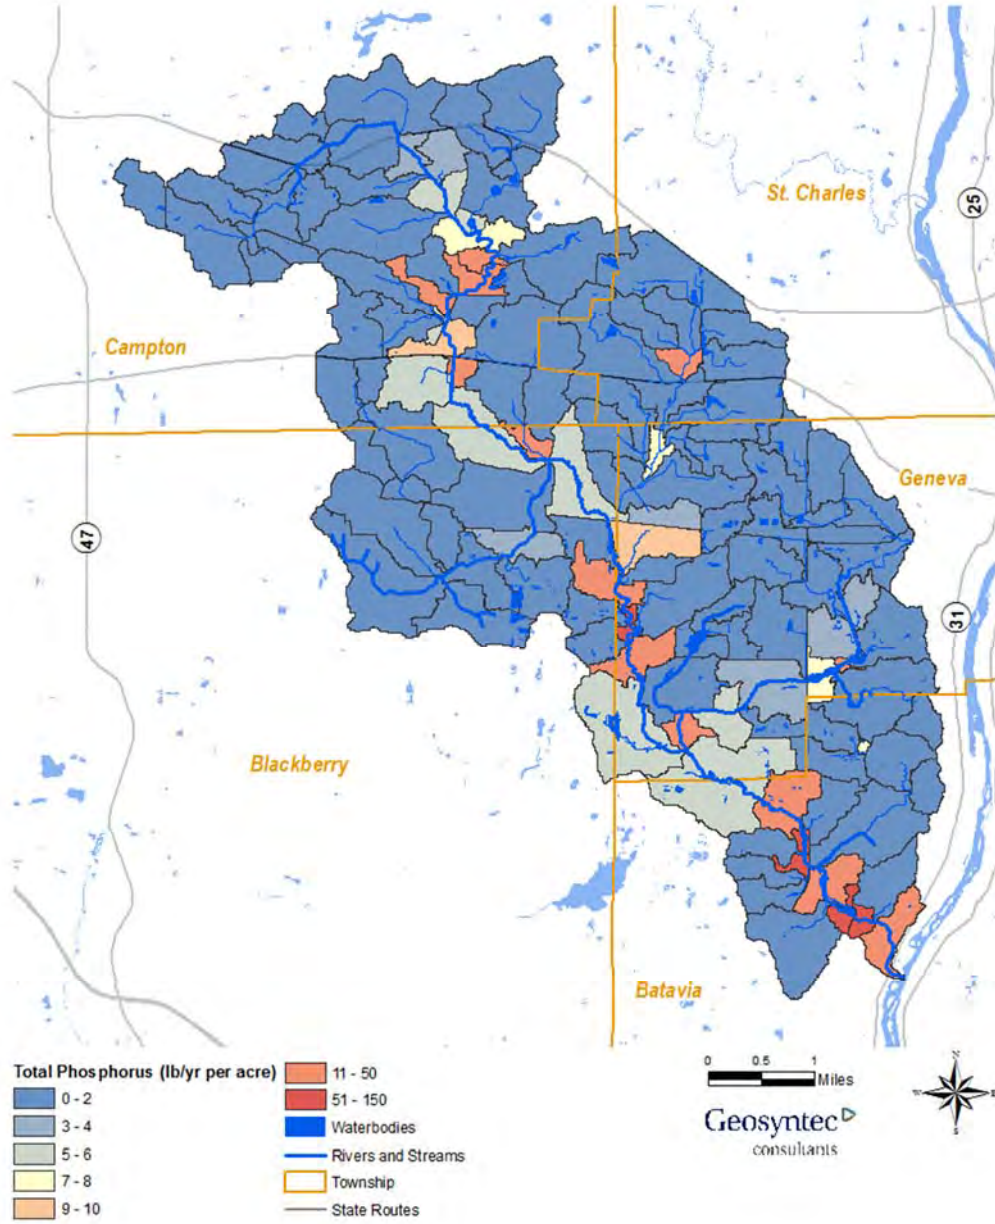 St. Charles
25
Campton
Geneva
47
31
Blackberry
Batavia
Total Phosphorus (lb/yr per acre)
0 - 2
3 - 4
5 - 6
7 - 8
9 - 10
11 - 50
51 - 150
Waterbodies
Rivers and Streams
Township
State Routes
0 0.5 1
Miles
Geosyntec
consultants
N
E
S
W